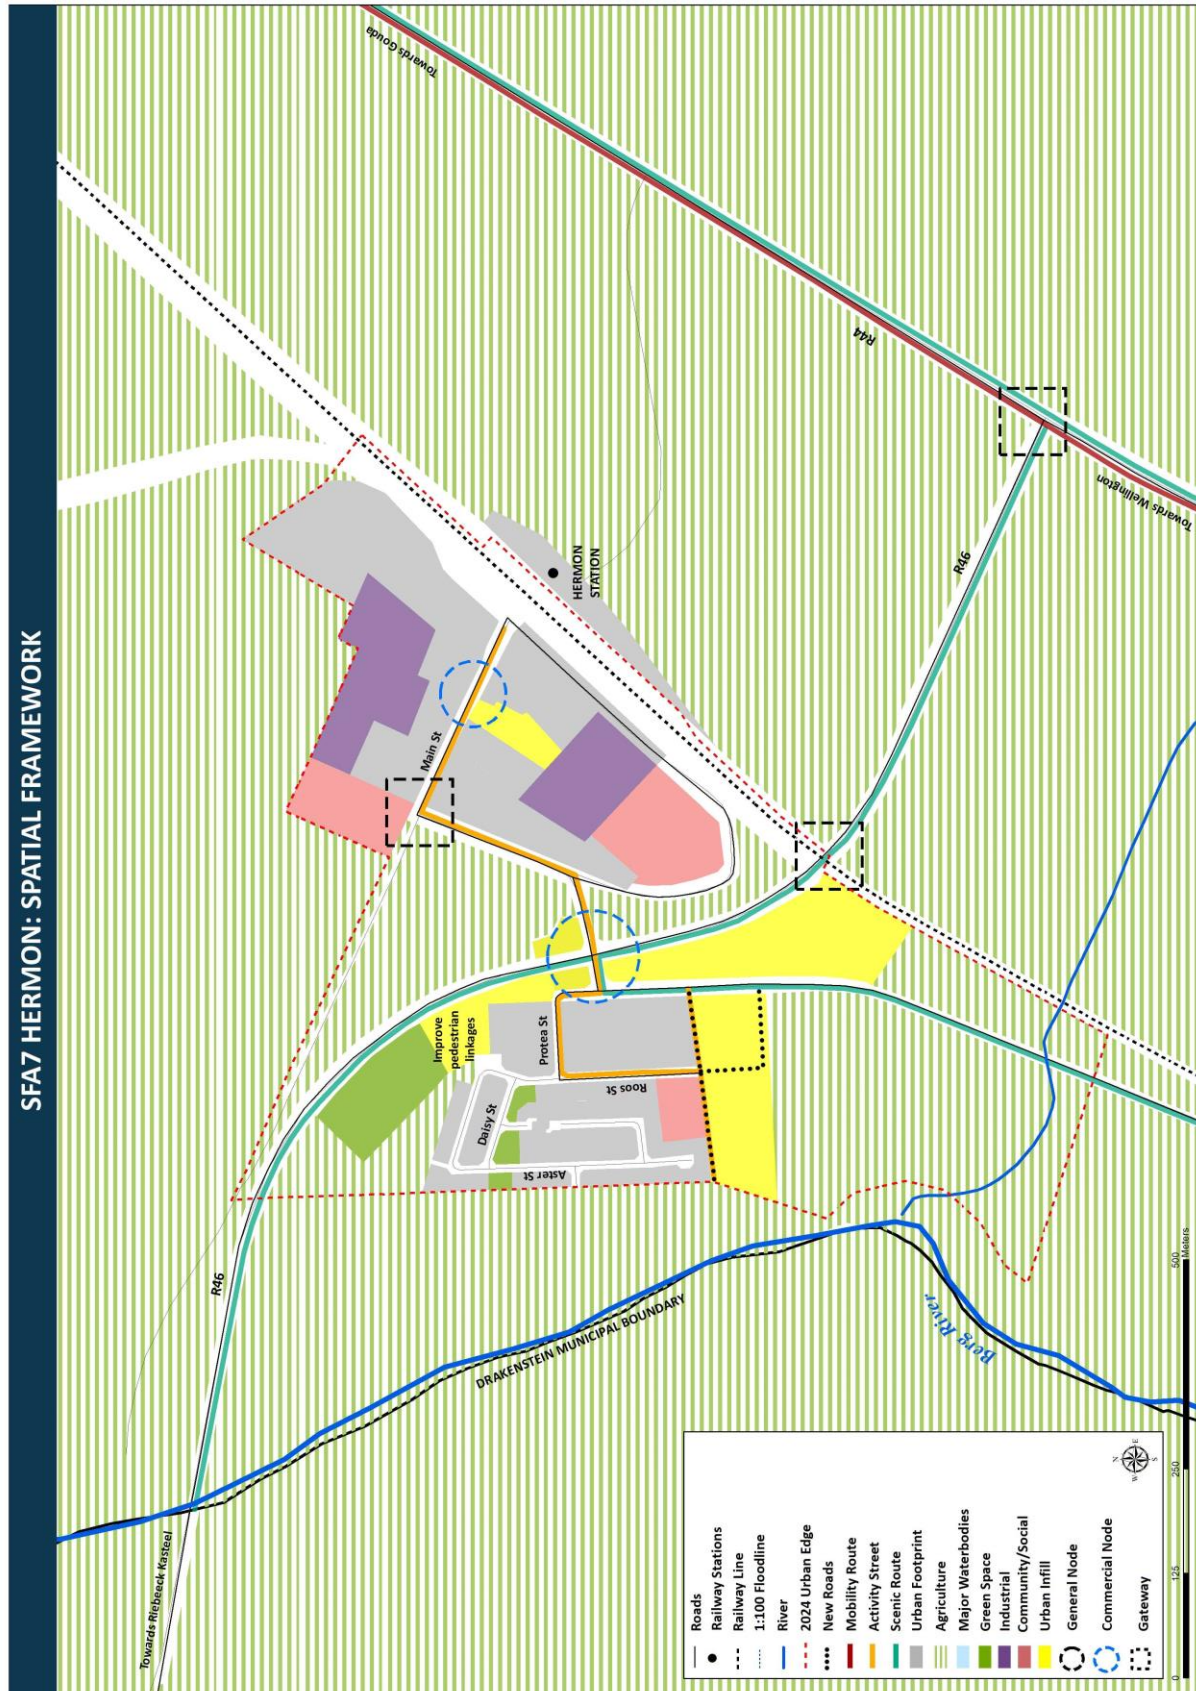 SFA7 HERMON: SPATIAL FRAMEWORK
Towards Gouda
R44
Towards Wellington
R46
HERMON
STATION
Main St
Improve
pedestrian
linkages
Protea St
Roos St
Daisy St
Aster St
R46
Towards Riebeeck Kasteel
DRAKENSTEIN MUNICIPAL BOUNDARY
Berg River
Roads
Railway Stations
Railway Line
1:100 Floodline
River
2024 Urban Edge
New Roads
Mobility Route
Activity Street
Scenic Route
Urban Footprint
Agriculture
Major Waterbodies
Green Space
Industrial
Community/Social
Urban Infill
General Node
Commercial Node
Gateway
N
W E
S
0 125 250 500
Meters